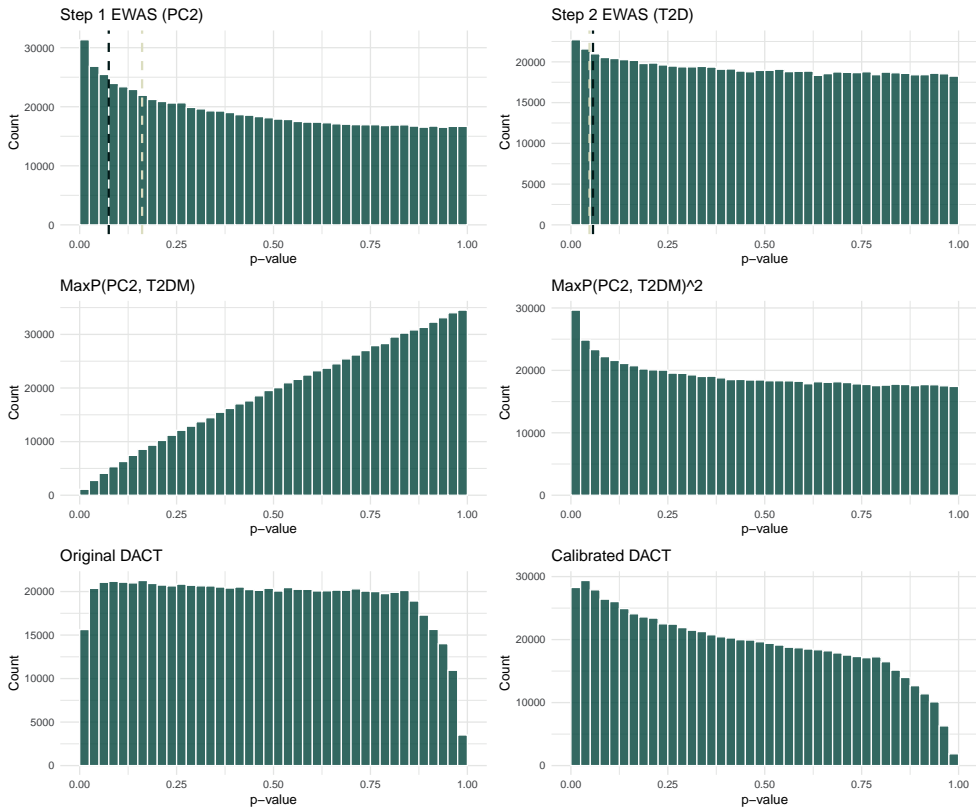 Step 1 EWAS (PC2)
30000
20000
10000
0
Count
0.00 0.25 0.50 0.75 1.00
p−value
Step 2 EWAS (T2D)
20000
15000
10000
5000
0
Count
0.00 0.25 0.50 0.75 1.00
p−value
MaxP(PC2, T2DM)
30000
20000
10000
0
Count
0.00 0.25 0.50 0.75 1.00
p−value
MaxP(PC2, T2DM)^2
30000
20000
10000
0
Count
0.00 0.25 0.50 0.75 1.00
p−value
Original DACT
20000
15000
10000
5000
0
Count
0.00 0.25 0.50 0.75 1.00
p−value
Calibrated DACT
30000
20000
10000
0
Count
0.00 0.25 0.50 0.75 1.00
p−value